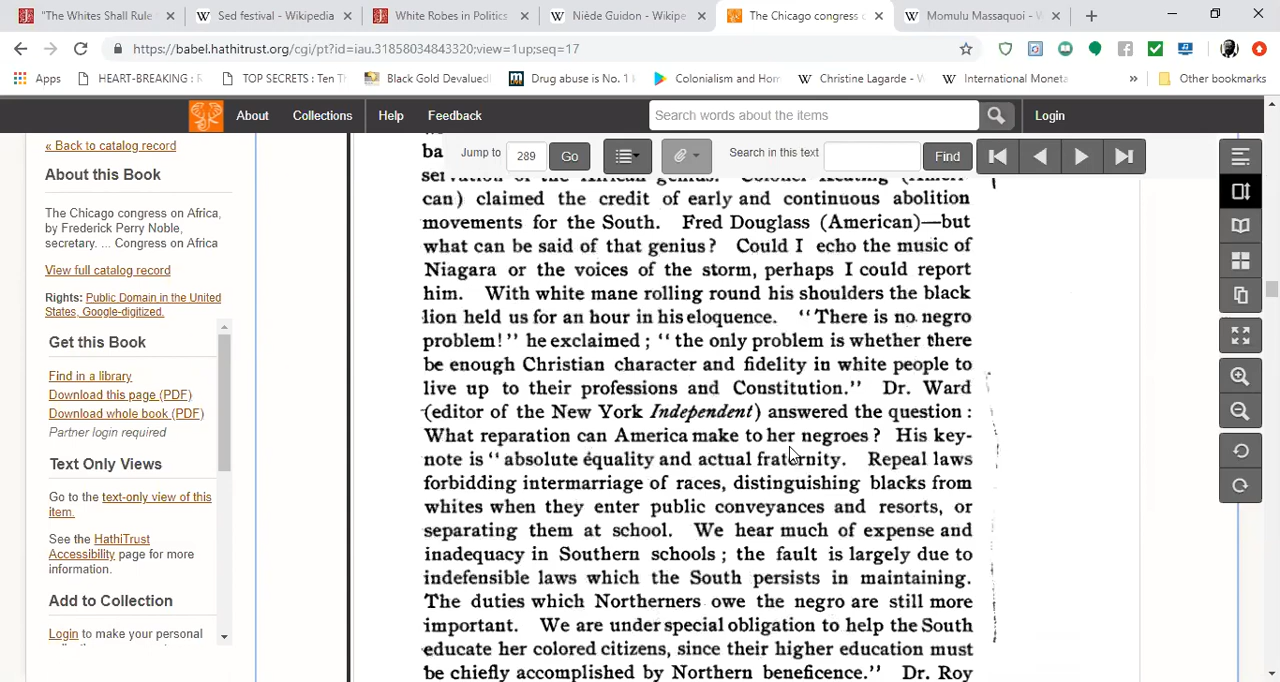 "The Whites Shall Rule
Sed festival - Wikipedia
White Robes in Politics
Niède Guidon - Wikipe
The Chicago congress o
Momulu Massaquoi - W
https://babel.hathitrust.org/cgi/pt?id=iau.31858034843320;view=1up;seq=17
Apps
HEART-BREAKING : R
TOP SECRETS : Ten Th
Black Gold Devalued
Drug abuse is No. 1
Colonialism and Hom
Christine Lagarde - W
International Moneta
»
Other bookmarks
About
Collections
Help
Feedback
Search words about the items
Login
« Back to catalog record
About this Book
The Chicago congress on Africa,
by Frederick Perry Noble,
secretary. ... Congress on Africa
View full catalog record
Rights: Public Domain in the United
States, Google-digitized.
Get this Book
Find in a library
Download this page (PDF)
Download whole book (PDF)
Partner login required
Text Only Views
Go to the text-only view of this
item.
See the HathiTrust
Accessibility page for more
information.
Add to Collection
Login to make your personal
Jump to
289
Go
Search in this text
Find
ba
servation of the African genius. Colonel Keating (Ameri-
can) claimed the credit of early and continuous abolition
movements for the South. Fred Douglass (American)—but
what can be said of that genius? Could I echo the music of
Niagara or the voices of the storm, perhaps I could report
him. With white mane rolling round his shoulders the black
lion held us for an hour in his eloquence. "There is no negro
problem!" he exclaimed; "the only problem is whether there
be enough Christian character and fidelity in white people to
live up to their professions and Constitution." Dr. Ward
(editor of the New York Independent) answered the question:
What reparation can America make to her negroes? His key-
note is "absolute equality and actual fraternity. Repeal laws
forbidding intermarriage of races, distinguishing blacks from
whites when they enter public conveyances and resorts, or
separating them at school. We hear much of expense and
inadequacy in Southern schools; the fault is largely due to
indefensible laws which the South persists in maintaining.
The duties which Northerners owe the negro are still more
important. We are under special obligation to help the South
educate her colored citizens, since their higher education must
be chiefly accomplished by Northern beneficence." Dr. Roy